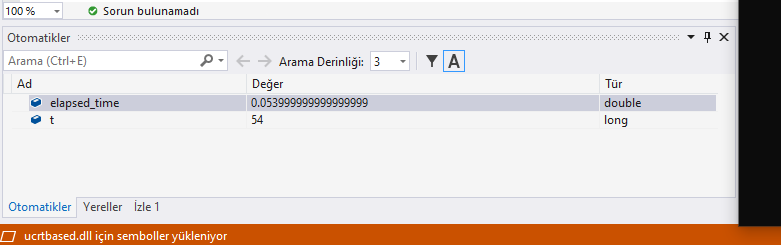 100 % Sorun bulunamadı
Otomatikler
Arama (Ctrl+E) Arama Derinliği: 3 A
Ad Değer Tür
elapsed_time 0.053999999999999999 double
t 54 long
Otomatikler Yereller İzle 1
ucrtbased.dll için semboller yükleniyor